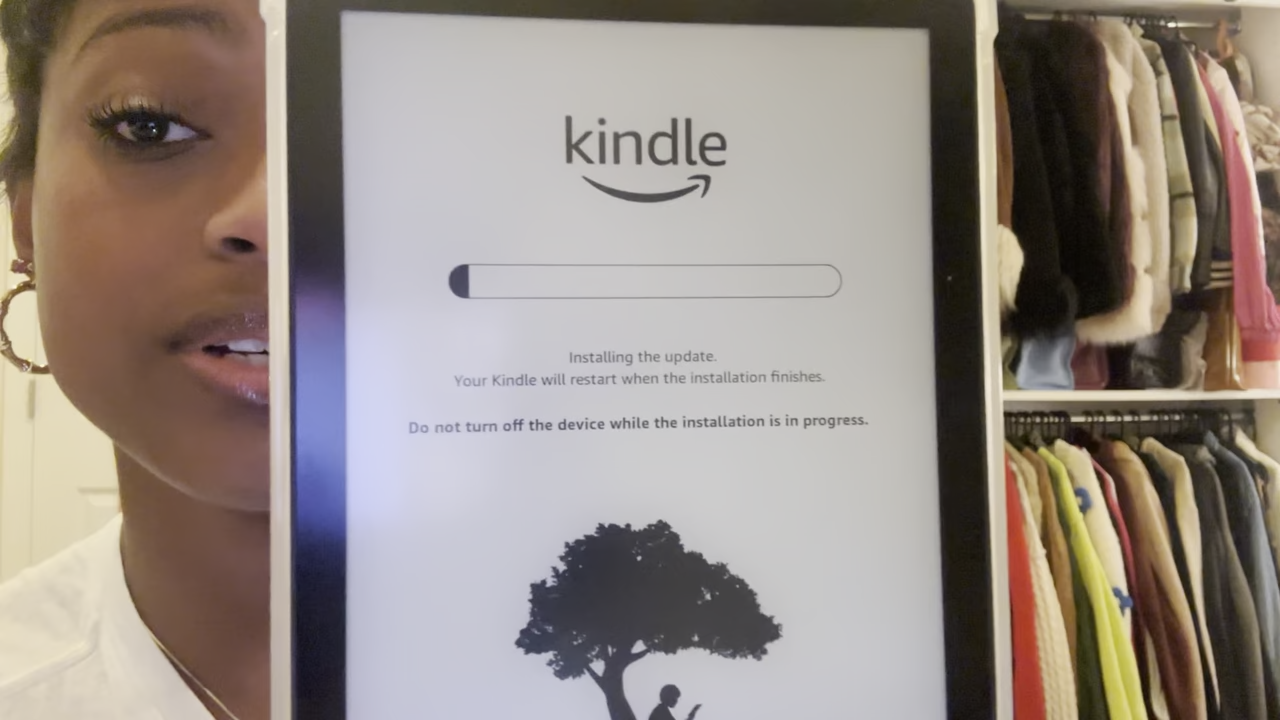 kindle
Installing the update.
Your Kindle will restart when the installation finishes.
Do not turn off the device while the installation is in progress.